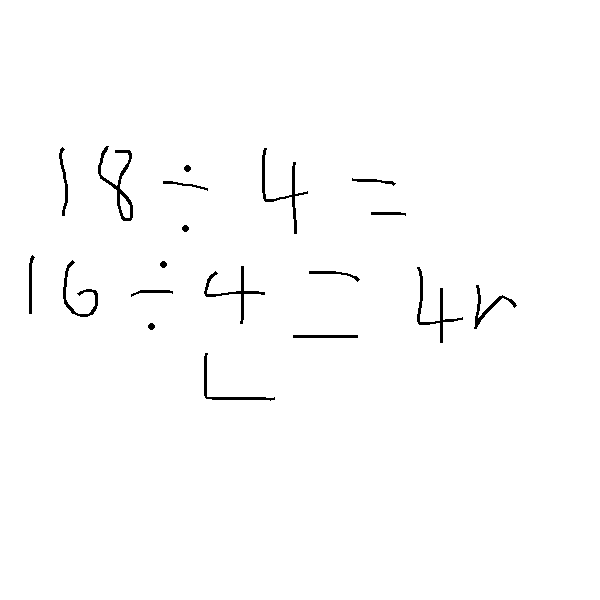 18 ÷ 4 =
16 ÷ 4 = 4r